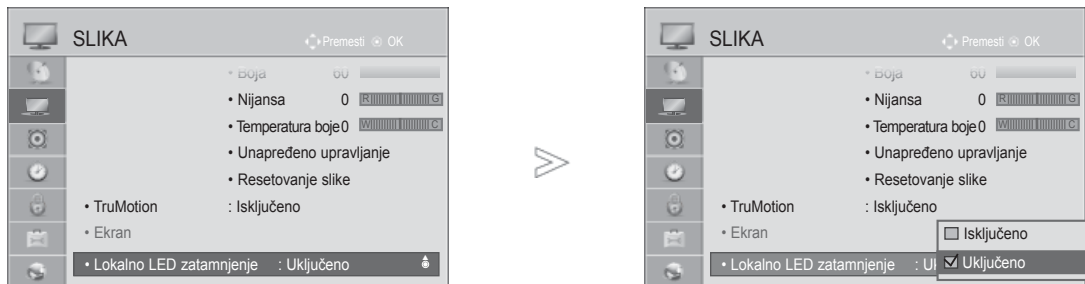 SLIKA Premesti OK
• Boja 60
• Nijansa 0 R G
• Temperatura boje 0 W C
• Unapređeno upravljanje
• Resetovanje slike
• TruMotion : Isključeno
• Ekran
• Lokalno LED zatamnjenje : Uključeno
SLIKA Premesti OK
• Boja 60
• Nijansa 0 R G
• Temperatura boje 0 W C
• Unapređeno upravljanje
• Resetovanje slike
• TruMotion : Isključeno
• Ekran
Isključeno
• Lokalno LED zatamnjenje : Uk
Uključeno